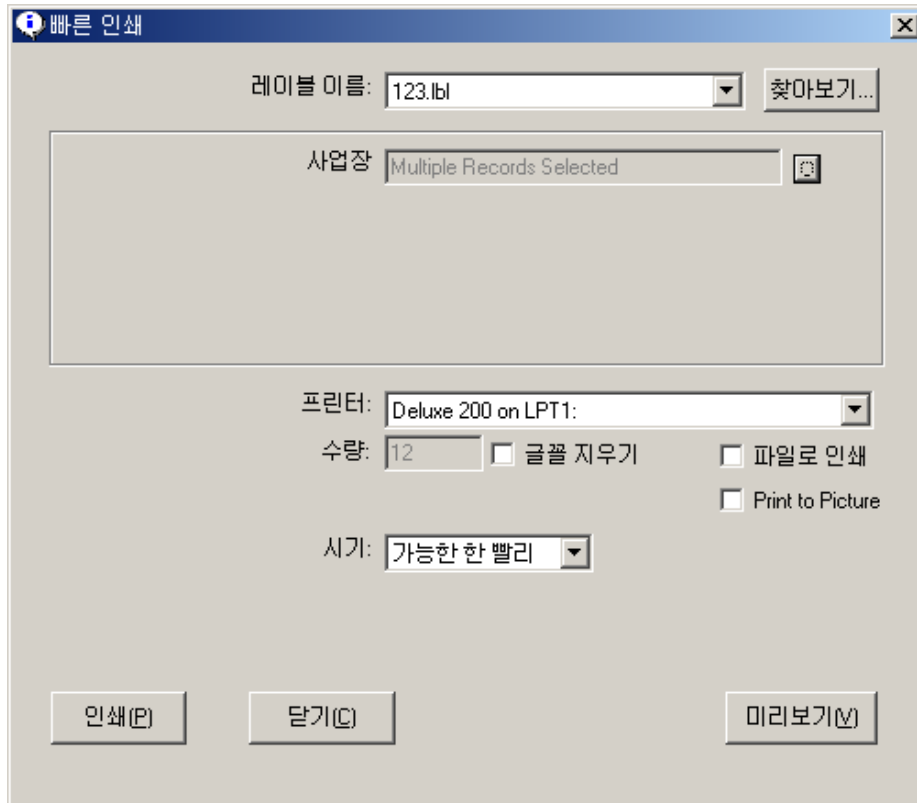 빠른 인쇄
레이블 이름: 123.lbl 찾아보기...
사업장 Multiple Records Selected
프린터: Deluxe 200 on LPT1:
수량: 12 글꼴 지우기 파일로 인쇄
Print to Picture
시기: 가능한 한 빨리
인쇄(P) 닫기(C) 미리보기(V)